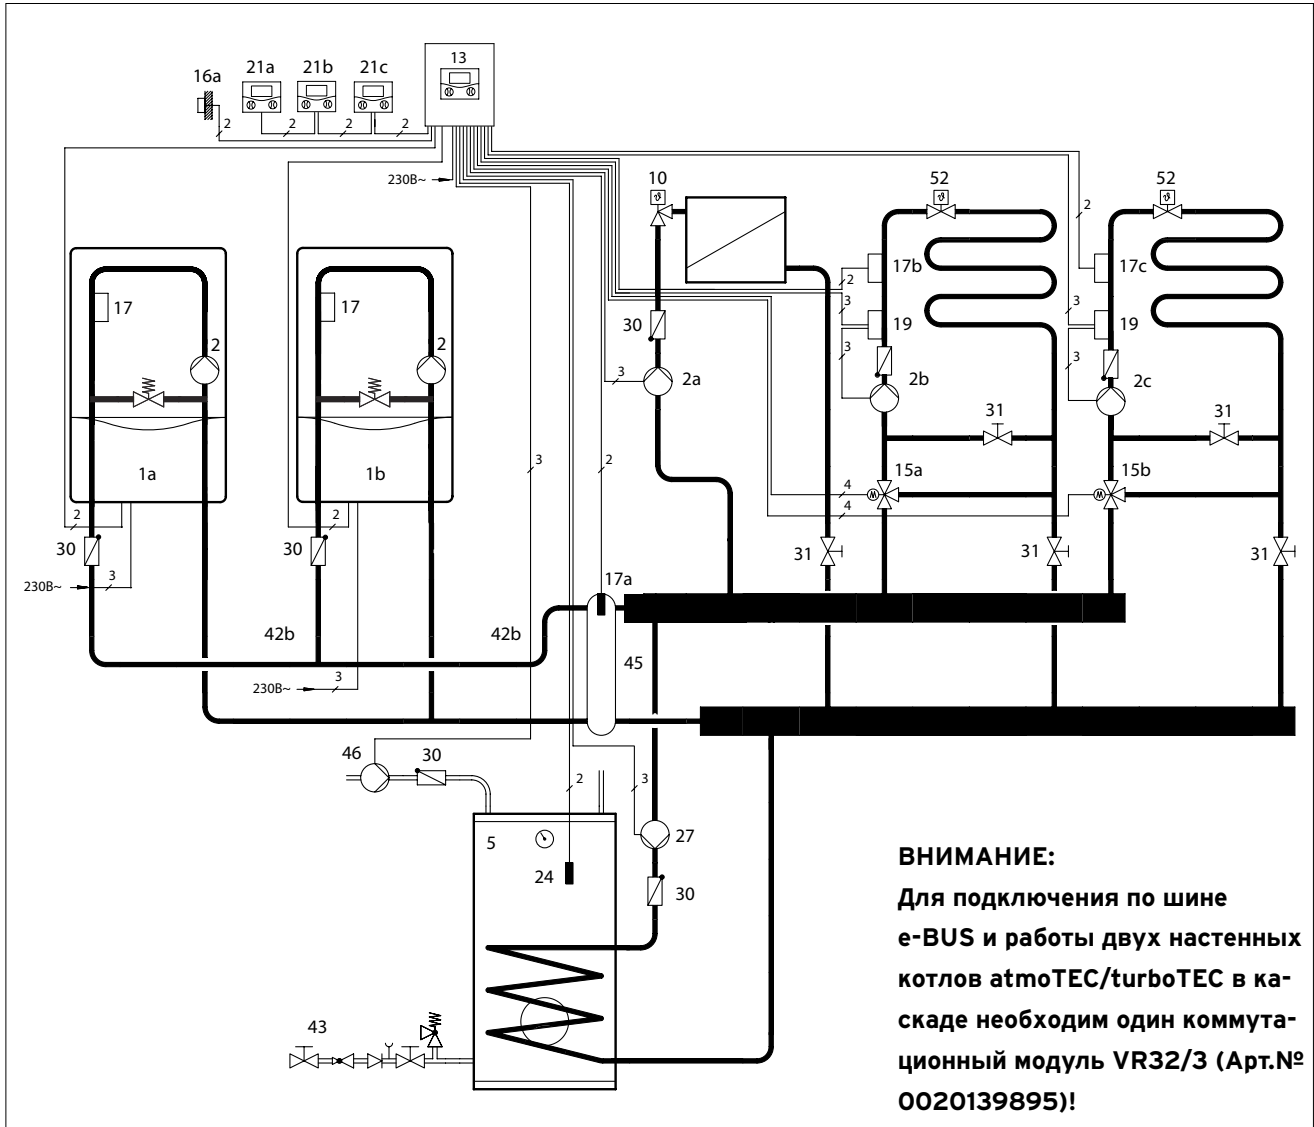 13
21a 21b 21c
16a
2 2 2 2
230В~
10
52
52
2
17b
17c
17
17
2
3
3
30
19
19
2
2
3
3
3
2a
2b
2c
31
31
1a
1b
3
2
15a
15b
4
4
2
2
30
30
31
31
31
230В~
3
17a
42b
42b
45
230В~
3
46
30
2
3
5
27
24
30
43
ВНИМАНИЕ:
Для подключения по шине
e-BUS и работы двух настенных
котлов atmoTEC/turboTEC в ка-
скаде необходим один коммута-
ционный модуль VR32/3 (Арт.№
0020139895)!